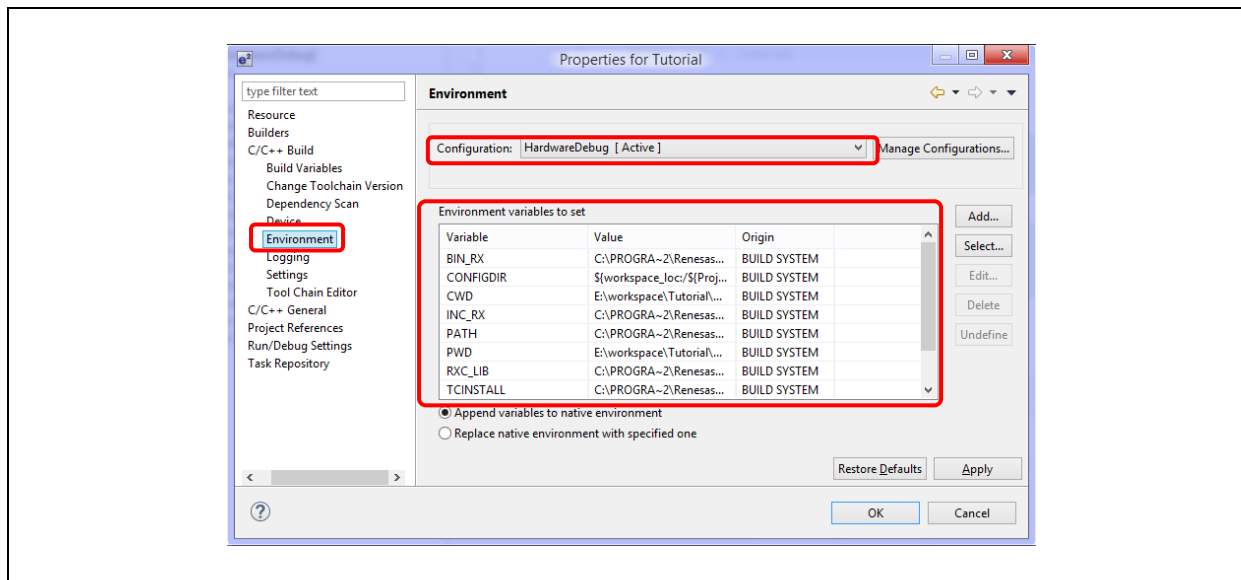 e²
Properties for Tutorial
type filter text
Environment
Resource
Builders
C/C++ Build
Build Variables
Change Toolchain Version
Dependency Scan
Device
Environment
Logging
Settings
Tool Chain Editor
C/C++ General
Project References
Run/Debug Settings
Task Repository
Configuration: HardwareDebug [ Active ] Manage Configurations...
Environment variables to set
Variable Value Origin
BIN_RX C:\PROGRA~2\Renesas... BUILD SYSTEM
CONFIGDIR ${workspace_loc:/${Proj... BUILD SYSTEM
CWD E:\workspace\Tutorial\... BUILD SYSTEM
INC_RX C:\PROGRA~2\Renesas... BUILD SYSTEM
PATH C:\PROGRA~2\Renesas... BUILD SYSTEM
PWD E:\workspace\Tutorial\... BUILD SYSTEM
RXC_LIB C:\PROGRA~2\Renesas... BUILD SYSTEM
TCINSTALL C:\PROGRA~2\Renesas... BUILD SYSTEM
Add...
Select...
Edit...
Delete
Undefine
Append variables to native environment
Replace native environment with specified one
Restore Defaults Apply
? OK Cancel